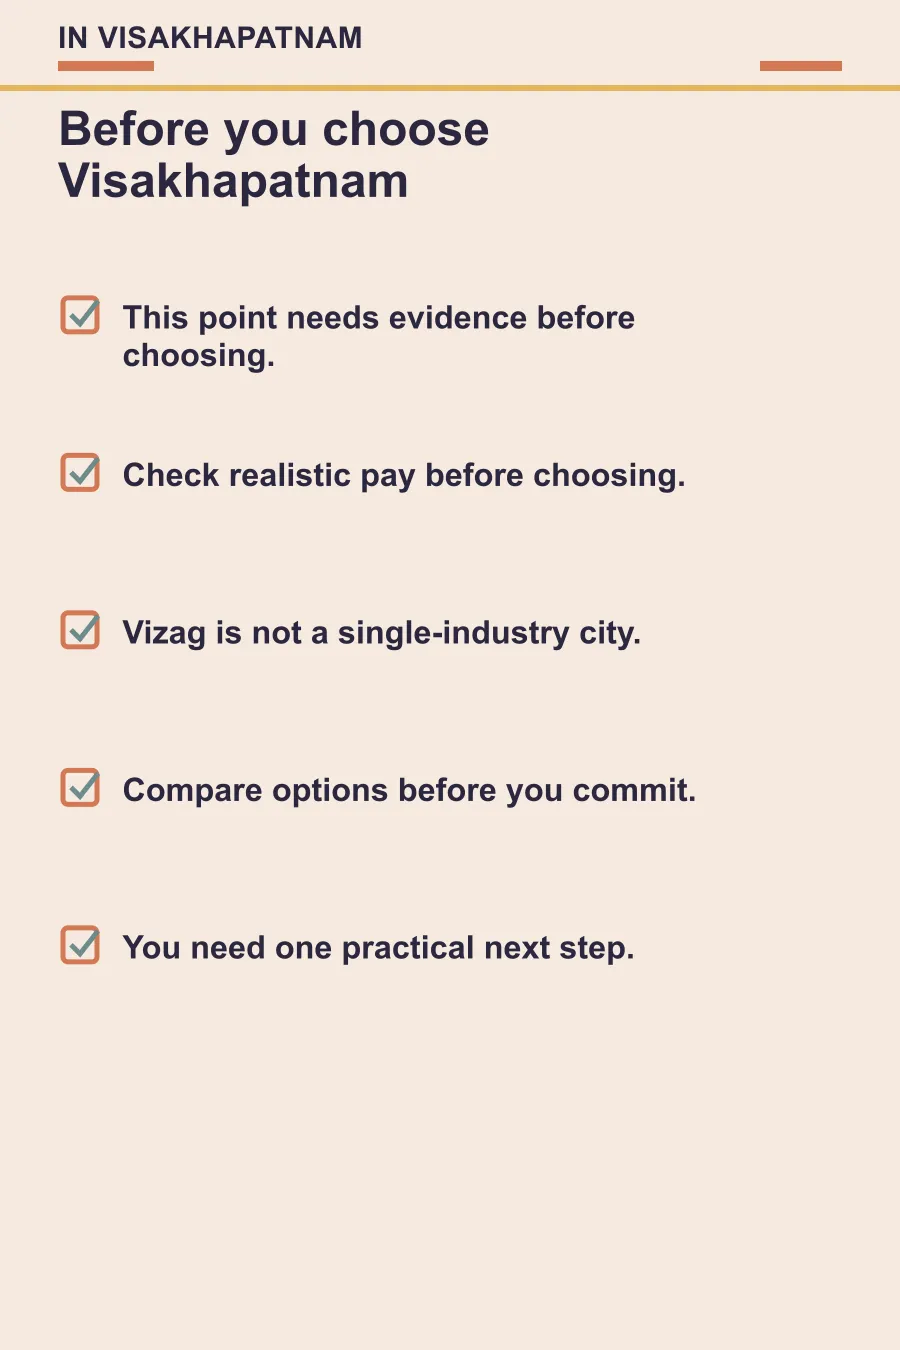 IN VISAKHAPATNAM
Before you choose
Visakhapatnam
This point needs evidence before
choosing.
Check realistic pay before choosing.
Vizag is not a single-industry city.
Compare options before you commit.
You need one practical next step.